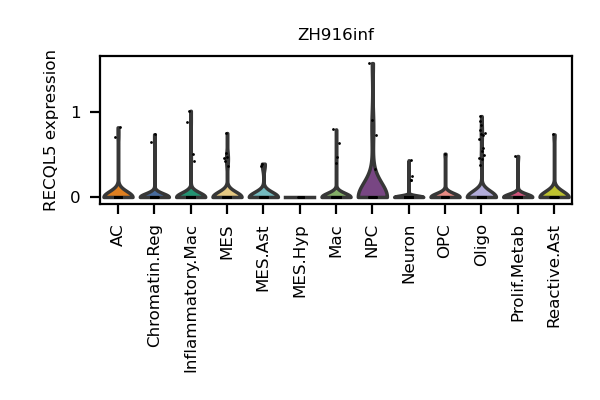 ZH916inf
RECQL5 expression
1
0
AC
Chromatin.Reg
Inflammatory.Mac
MES
MES.Ast
MES.Hyp
Mac
NPC
Neuron
OPC
Oligo
Prolif.Metab
Reactive.Ast